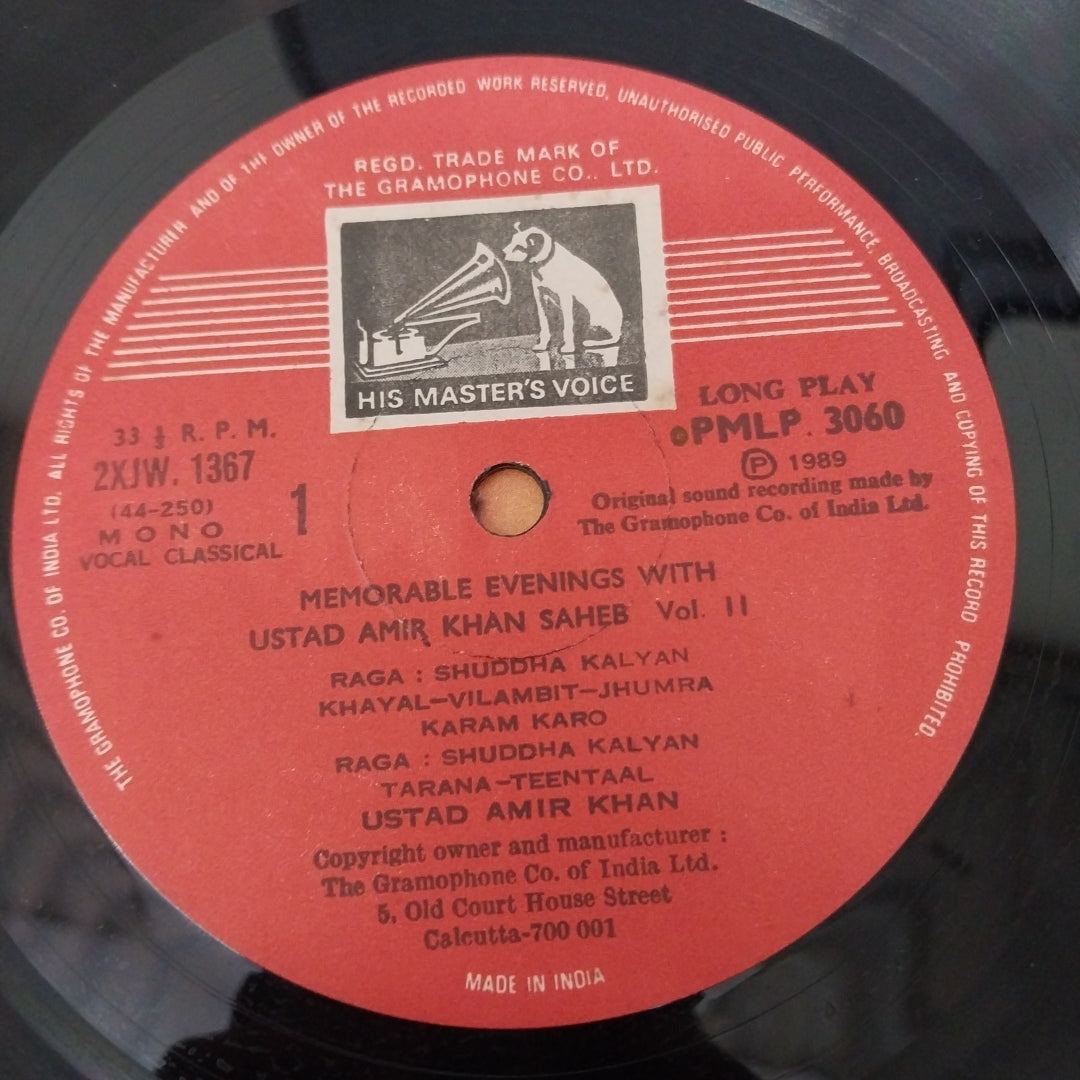 THE GRAMOPHONE CO. OF INDIA LTD. ALL RIGHTS OF THE MANUFACTURER AND OF THE OWNER OF THE RECORDED WORK RESERVED. UNAUTHORISED PUBLIC PERFORMANCE. BROADCASTING AND COPYING OF THIS RECORD PROHIBITED.
REGD. TRADE MARK OF
THE GRAMOPHONE CO.. LTD.
HIS MASTER'S VOICE
33 ⅓ R. P. M.
2XJW. 1367
(44-250)
MONO
VOCAL CLASSICAL
1
LONG PLAY
PMLP. 3060
Ⓟ 1989
Original sound recording made by
The Gramophone Co. of India Ltd.
MEMORABLE EVENINGS WITH
USTAD AMIR KHAN SAHEB Vol. II
RAGA : SHUDDHA KALYAN
KHAYAL-VILAMBIT-JHUMRA
KARAM KARO
RAGA : SHUDDHA KALYAN
TARANA-TEENTAAL
USTAD AMIR KHAN
Copyright owner and manufacturer :
The Gramophone Co. of India Ltd.
5, Old Court House Street
Calcutta-700 001
MADE IN INDIA